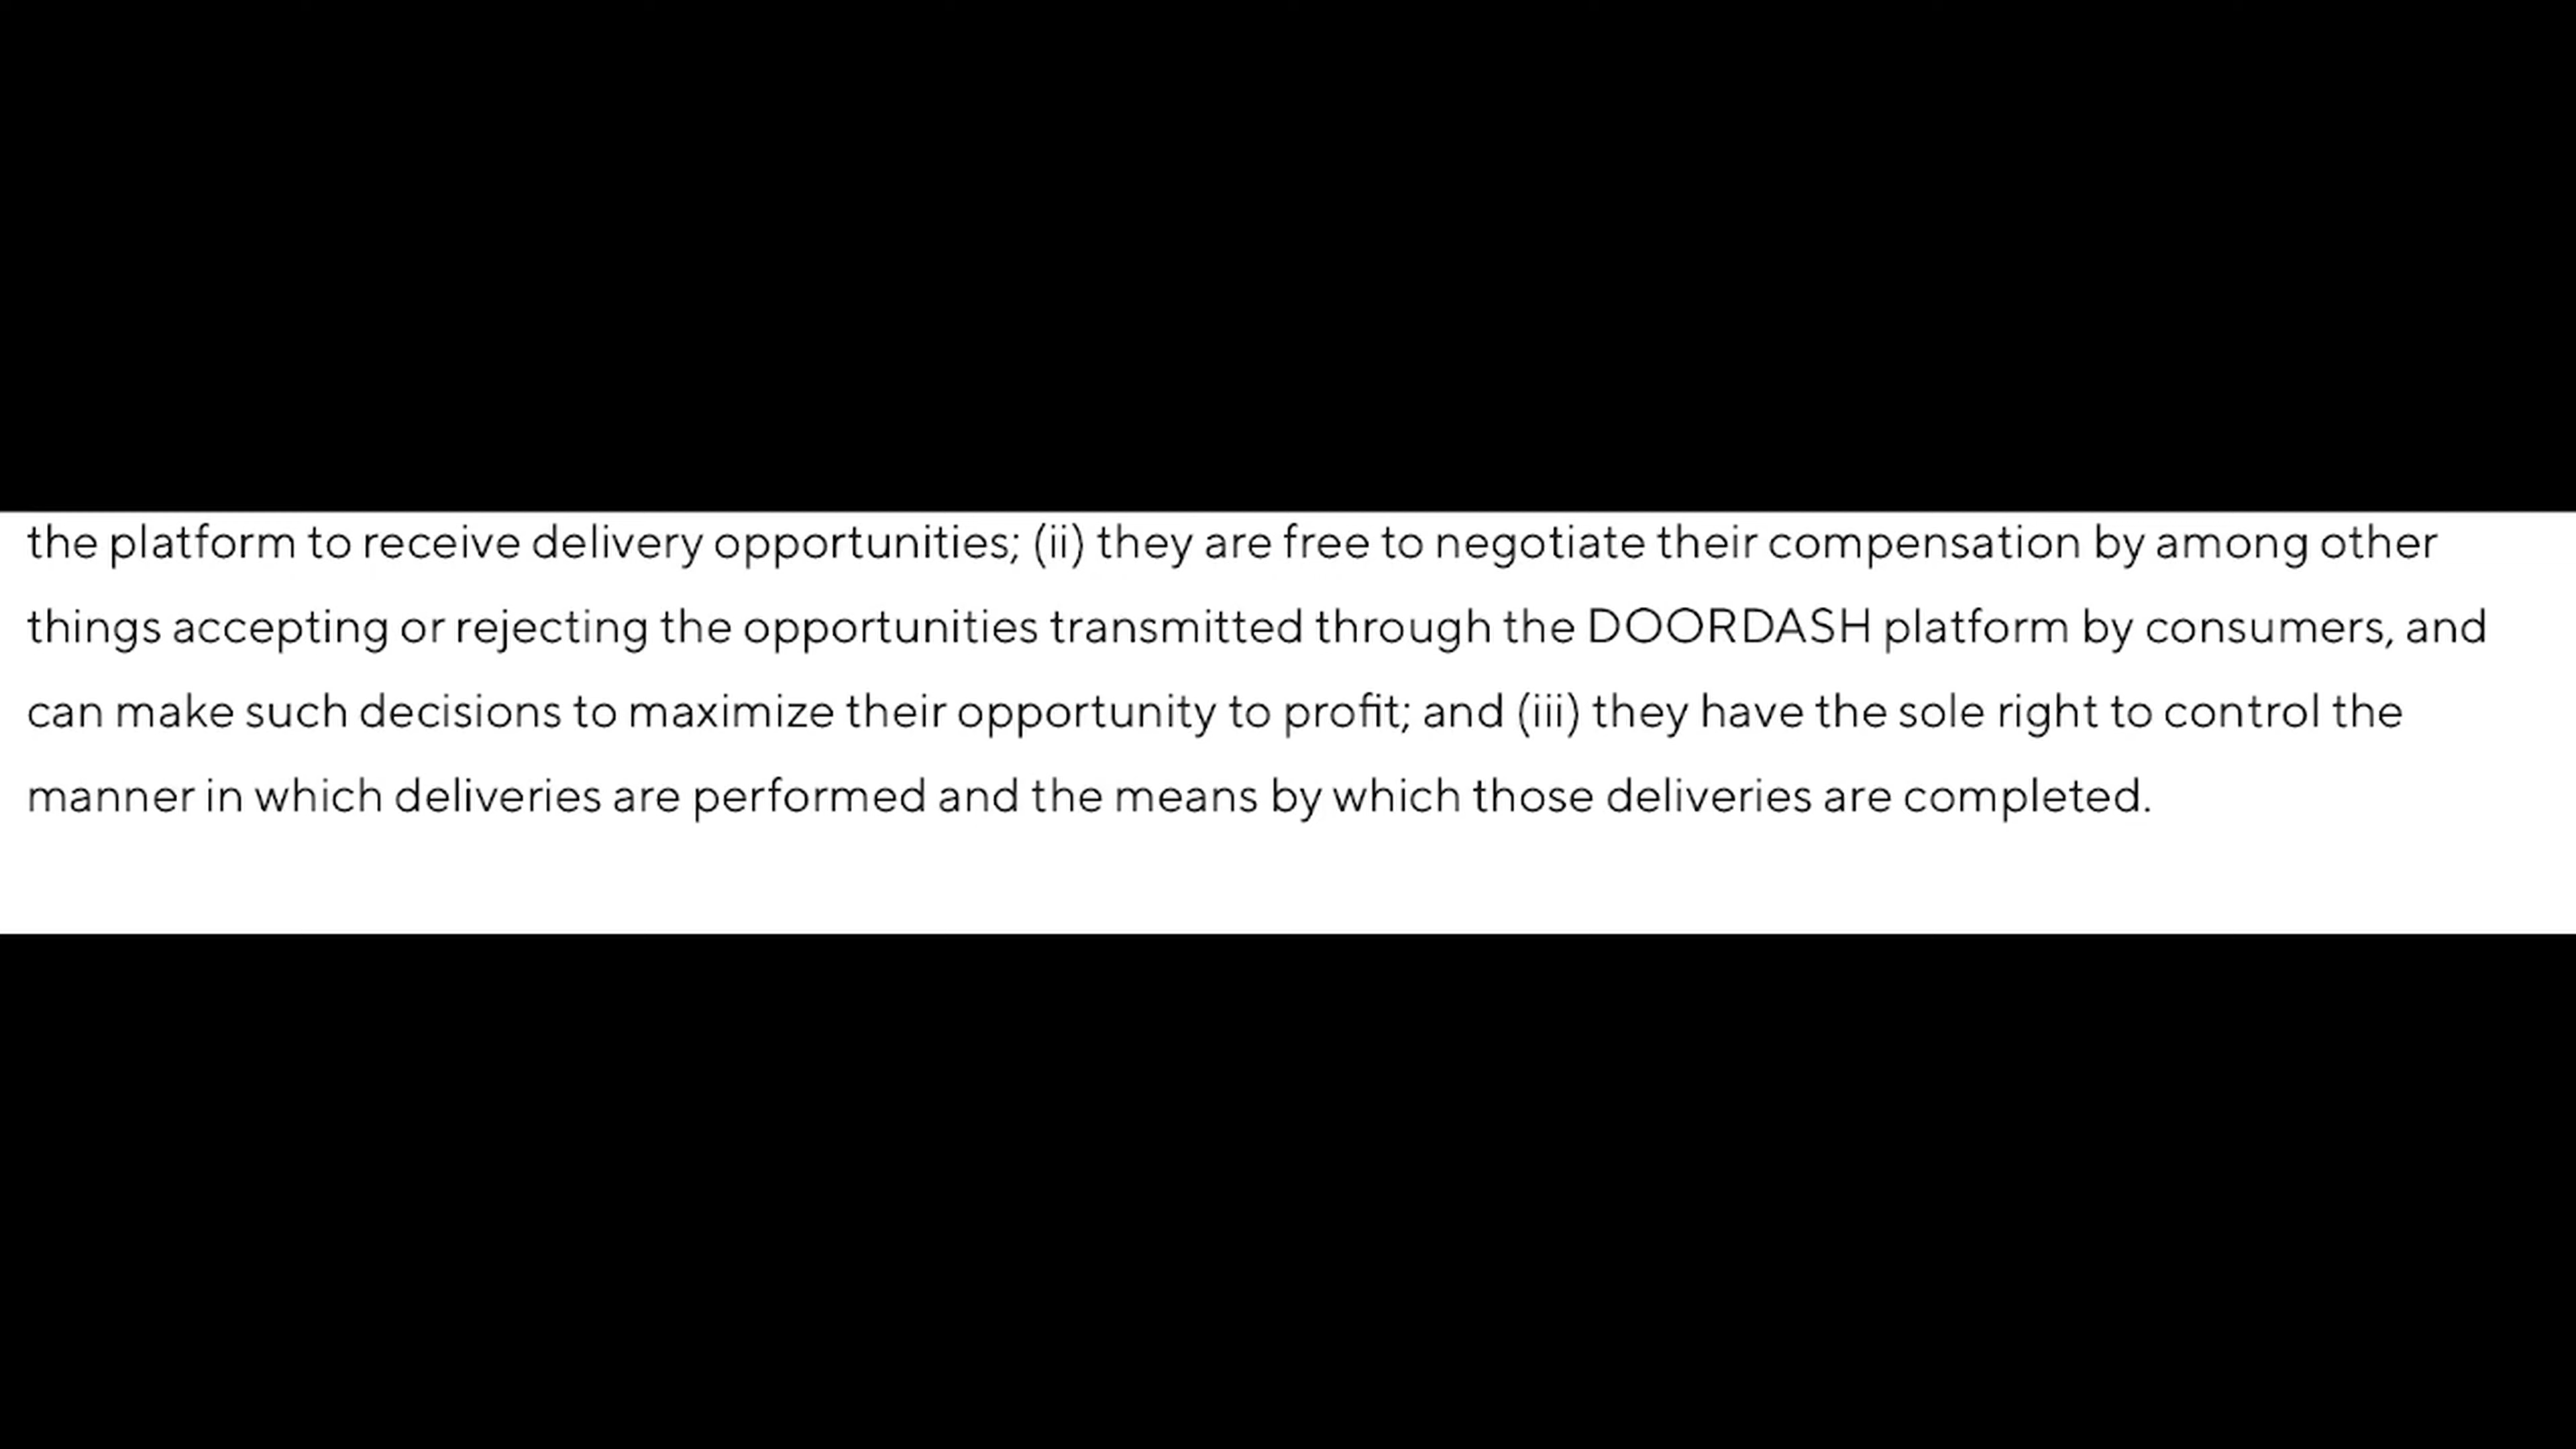 the platform to receive delivery opportunities; (ii) they are free to negotiate their compensation by among other
things accepting or rejecting the opportunities transmitted through the DOORDASH platform by consumers, and
can make such decisions to maximize their opportunity to profit; and (iii) they have the sole right to control the
manner in which deliveries are performed and the means by which those deliveries are completed.